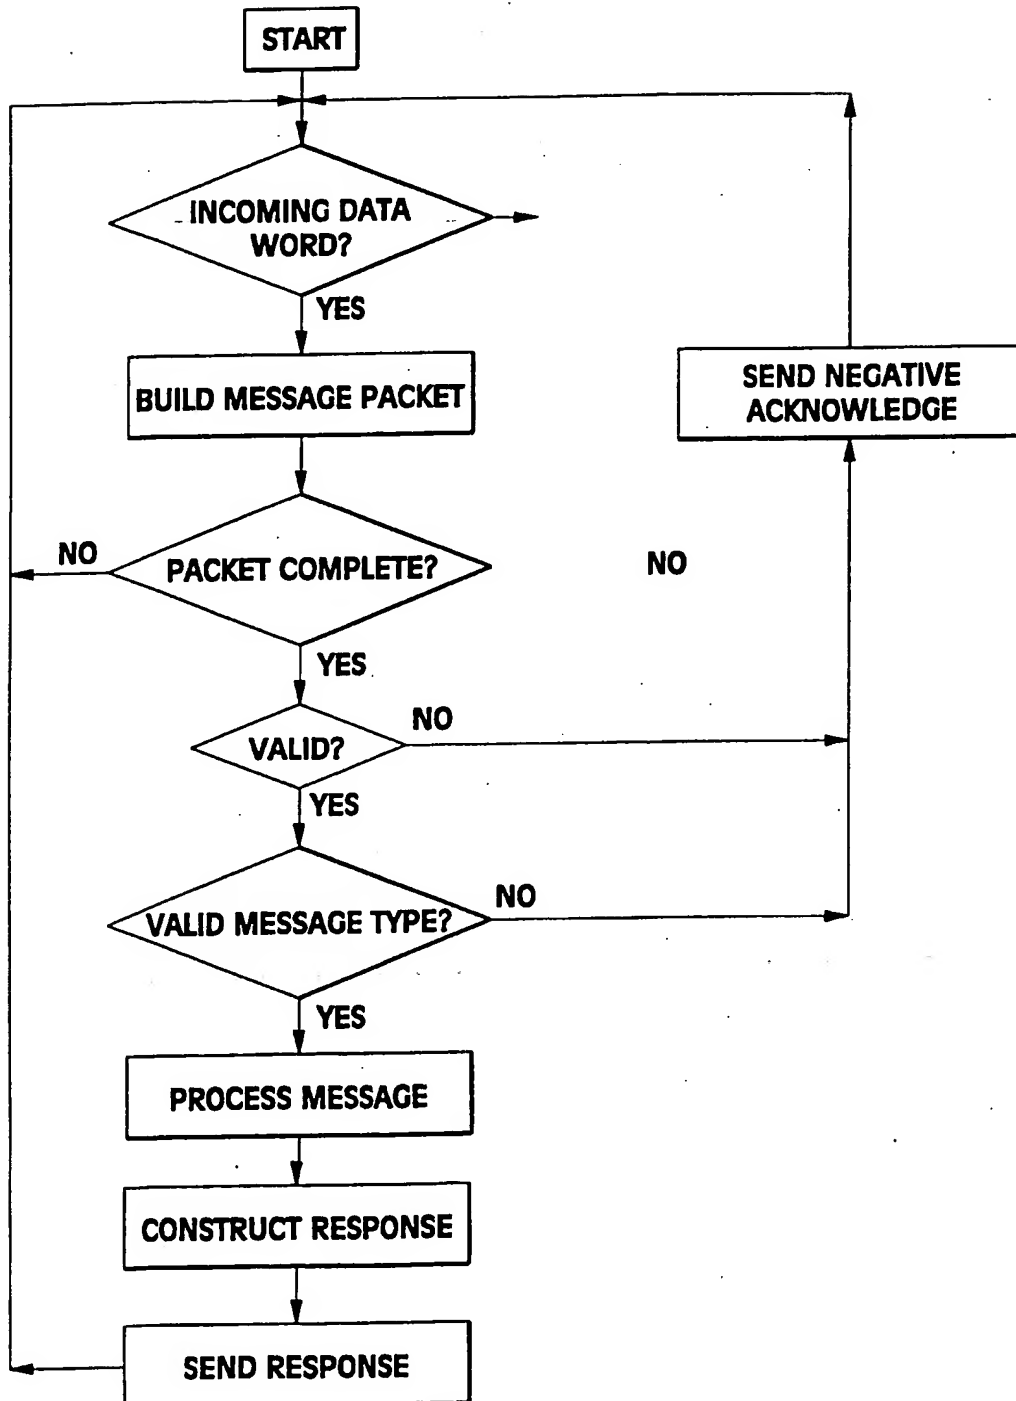 START
INCOMING DATA
WORD?
YES
BUILD MESSAGE PACKET
SEND NEGATIVE
ACKNOWLEDGE
NO
PACKET COMPLETE?
NO
YES
NO
VALID?
YES
NO
VALID MESSAGE TYPE?
YES
PROCESS MESSAGE
CONSTRUCT RESPONSE
SEND RESPONSE